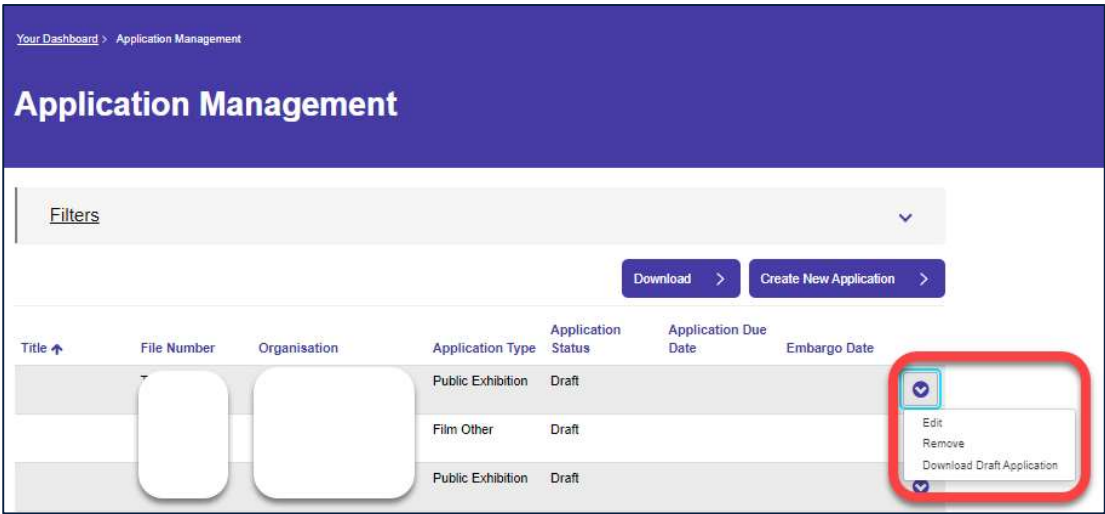 Your Dashboard > Application Management
Application Management
Filters
Download >
Create New Application >
Title File Number Organisation Application Type Application Status Application Due Date Embargo Date
Public Exhibition Draft
Edit
Film Other Draft
Remove
Download Draft Application
Public Exhibition Draft